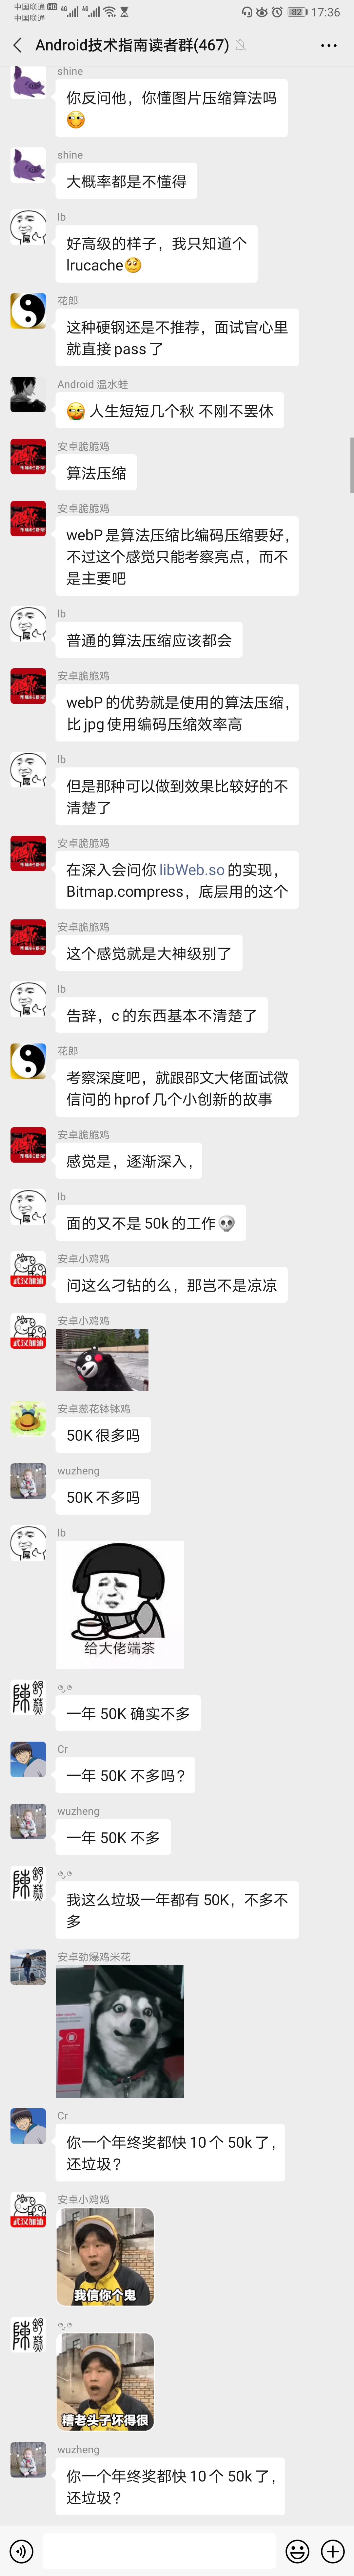 中国联通 HD
中国联通
82 17:36
Android技术指南读者群(467)
shine
你反问他，你懂图片压缩算法吗
shine
大概率都是不懂得
lb
好高级的样子，我只知道个
lrucache
花郎
这种硬钢还是不推荐，面试官心里
就直接 pass 了
Android 温水蛙
人生短短几个秋 不刚不罢休
安卓脆脆鸡
算法压缩
安卓脆脆鸡
webP 是算法压缩比编码压缩要好，
不过这个感觉只能考察亮点，而不
是主要吧
lb
普通的算法压缩应该都会
安卓脆脆鸡
webP 的优势就是使用的算法压缩，
比 jpg 使用编码压缩效率高
lb
但是那种可以做到效果比较好的不
清楚了
安卓脆脆鸡
在深入会问你 libWeb.so 的实现，
Bitmap.compress，底层用的这个
安卓脆脆鸡
这个感觉就是大神级别了
lb
告辞，c 的东西基本不清楚了
花郎
考察深度吧，就跟邵文大佬面试微
信问的 hprof 几个小创新的故事
安卓脆脆鸡
感觉是，逐渐深入，
lb
面的又不是 50k 的工作
安卓小鸡鸡
武汉加油
问这么刁钻的么，那岂不是凉凉
安卓小鸡鸡
武汉加油
安卓葱花钵钵鸡
50K 很多吗
wuzheng
50K 不多吗
lb
给大佬端茶
一年 50K 确实不多
Cr
一年 50K 不多吗？
wuzheng
一年 50K 不多
我这么垃圾一年都有 50K，不多不
多
安卓劲爆鸡米花
Cr
你一个年终奖都快 10 个 50k 了，
还垃圾？
安卓小鸡鸡
武汉加油
我信你个鬼
糟老头子坏得很
wuzheng
你一个年终奖都快 10 个 50k 了，
还垃圾？